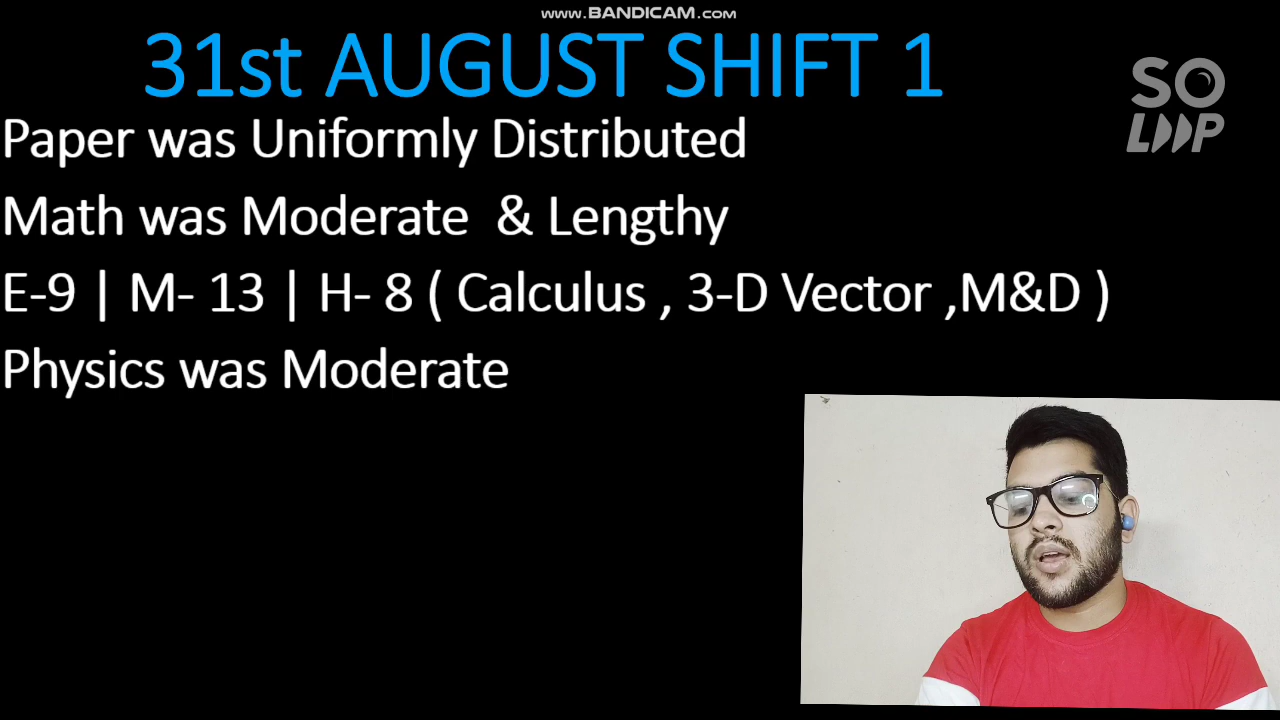 www.BANDICAM.com
31st AUGUST SHIFT 1
SO
LOOP
Paper was Uniformly Distributed
Math was Moderate & Lengthy
E-9 | M- 13 | H- 8 ( Calculus , 3-D Vector ,M&D )
Physics was Moderate